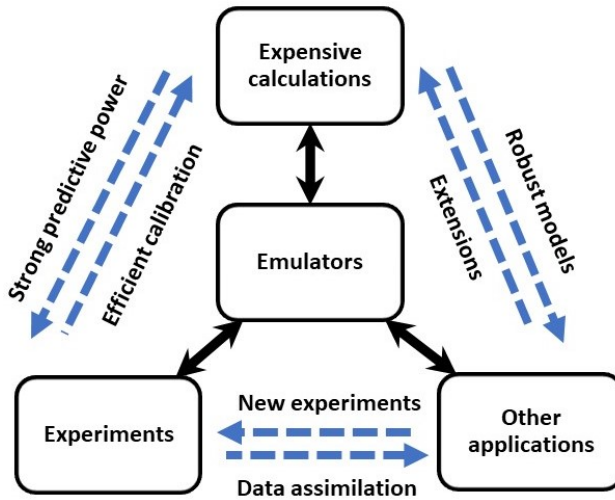 Expensive
calculations
Strong predictive power
Efficient calibration
Robust models
Extensions
Emulators
Experiments
New experiments
Data assimilation
Other
applications